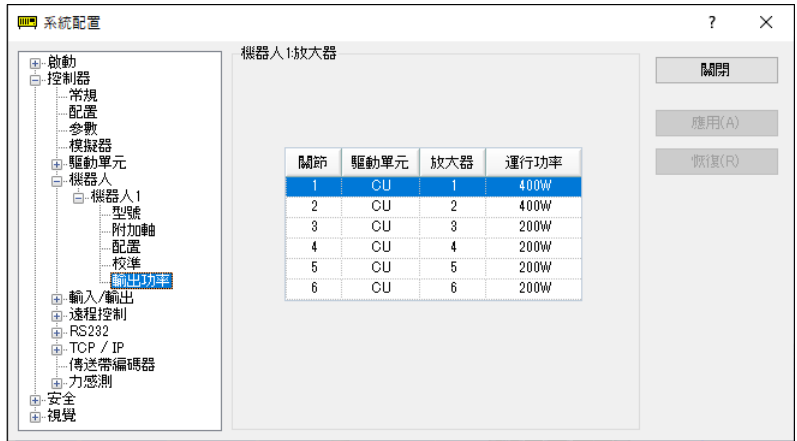 系統配置
?
啟動
控制器
常規
配置
參數
模擬器
驅動單元
機器人
機器人1
型號
附加軸
配置
校準
輸出功率
輸入/輸出
遠程控制
RS232
TCP / IP
傳送帶編碼器
力感測
安全
視覺
機器人1:放大器
關節 驅動單元 放大器 運行功率
1 CU 1 400W
2 CU 2 400W
3 CU 3 200W
4 CU 4 200W
5 CU 5 200W
6 CU 6 200W
關閉
應用(A)
恢復(R)